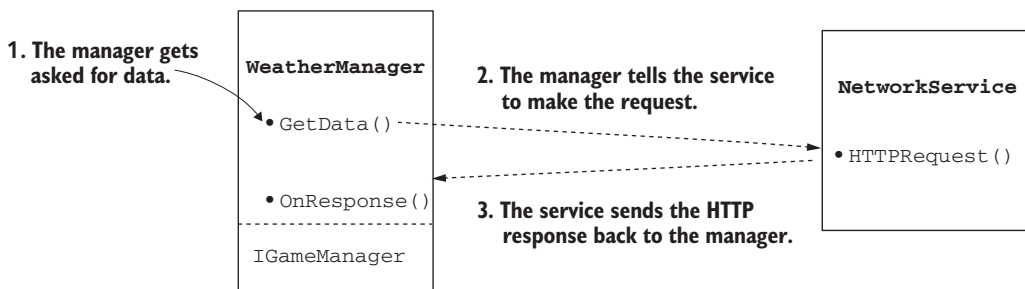 1. The manager gets
asked for data.
WeatherManager
• GetData()
• OnResponse()
IGameManager
2. The manager tells the service
to make the request.
3. The service sends the HTTP
response back to the manager.
NetworkService
• HTTPRequest()